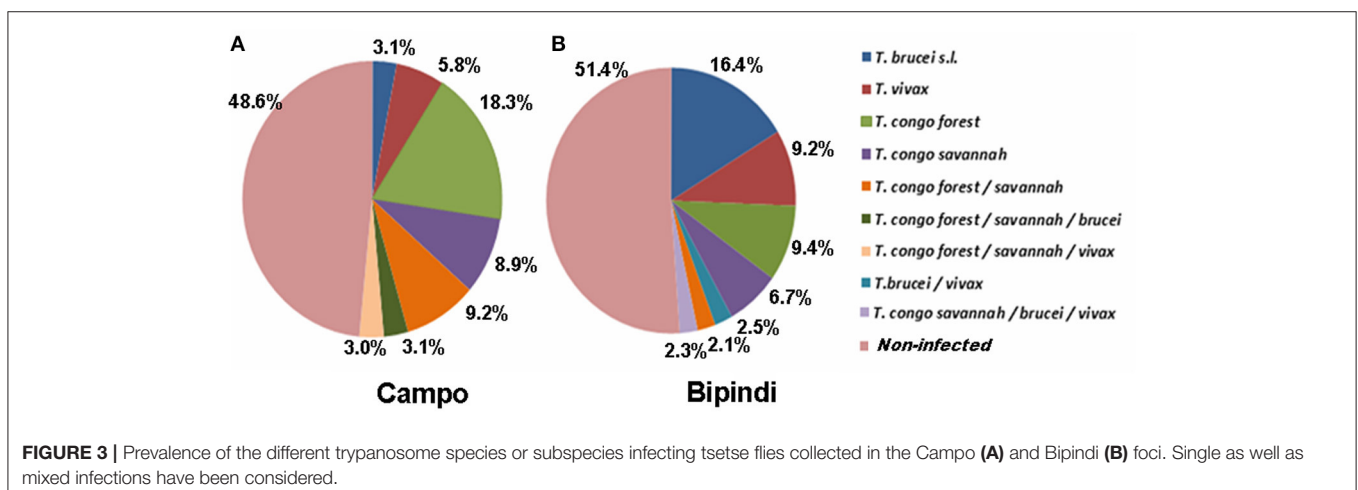 A
3.1%
5.8%
18.3%
8.9%
9.2%
3.1%
3.0%
48.6%
Campo
B
16.4%
9.2%
9.4%
6.7%
2.5%
2.1%
2.3%
51.4%
Bipindi
T. brucei s.l.
T. vivax
T. congo forest
T. congo savannah
T. congo forest / savannah
T. congo forest / savannah / brucei
T. congo forest / savannah / vivax
T.brucei / vivax
T. congo savannah / brucei / vivax
Non-infected
FIGURE 3 | Prevalence of the different trypanosome species or subspecies infecting tsetse flies collected in the Campo (A) and Bipindi (B) foci. Single as well as
mixed infections have been considered.